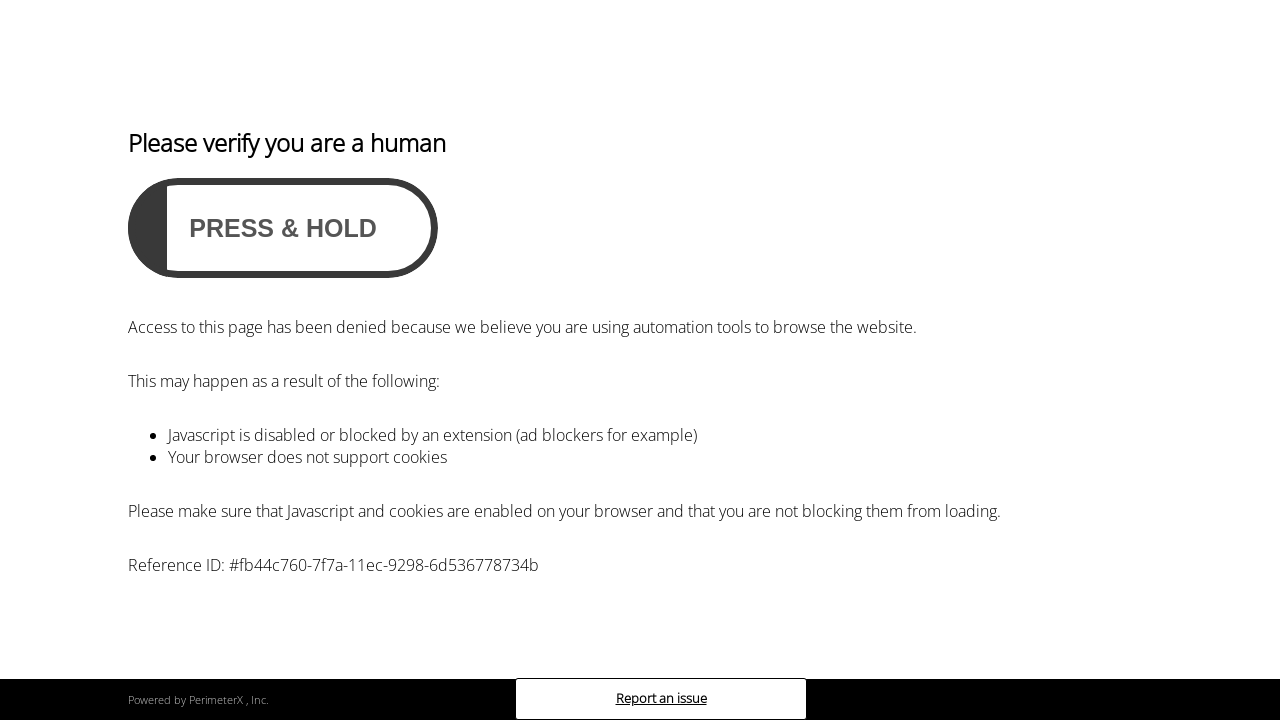 Please verify you are a human
PRESS & HOLD
Access to this page has been denied because we believe you are using automation tools to browse the website.
This may happen as a result of the following:
Javascript is disabled or blocked by an extension (ad blockers for example)
Your browser does not support cookies
Please make sure that Javascript and cookies are enabled on your browser and that you are not blocking them from loading.
Reference ID: #fb44c760-7f7a-11ec-9298-6d536778734b
Powered by PerimeterX , Inc.
Report an issue